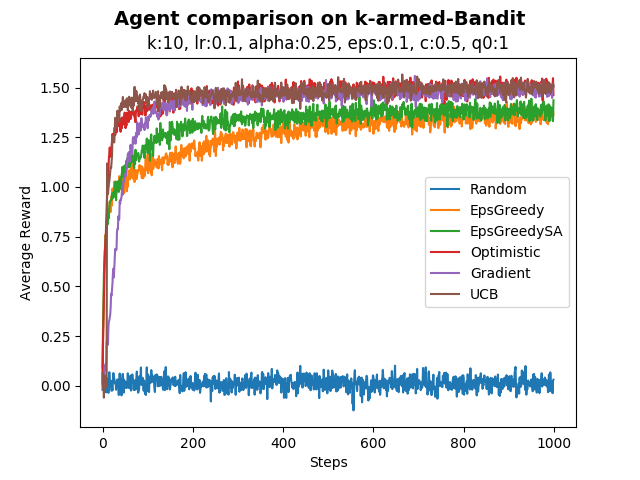 Agent comparison on k-armed-Bandit
k:10, lr:0.1, alpha:0.25, eps:0.1, c:0.5, q0:1
Average Reward
1.50
1.25
1.00
0.75
0.50
0.25
0.00
Random
EpsGreedy
EpsGreedySA
Optimistic
Gradient
UCB
0 200 400 600 800 1000
Steps